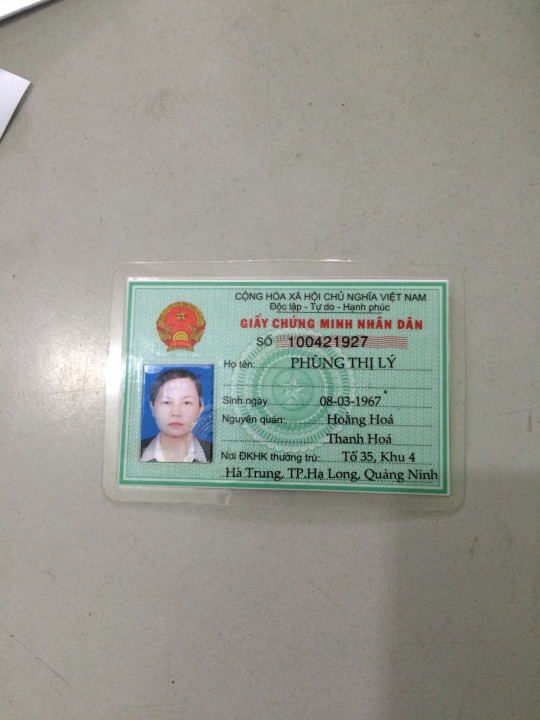 CỘNG HÒA XÃ HỘI CHỦ NGHĨA VIỆT NAM
Độc lập - Tự do - Hạnh phúc
GIẤY CHỨNG MINH NHÂN DÂN
SỐ 100421927
Họ tên: PHÙNG THỊ LÝ
Sinh ngày 08-03-1967
Nguyên quán: Hoằng Hoá
Thanh Hoá
Nơi ĐKHK thường trú: Tổ 35, Khu 4
Hà Trung, TP.Hạ Long, Quảng Ninh